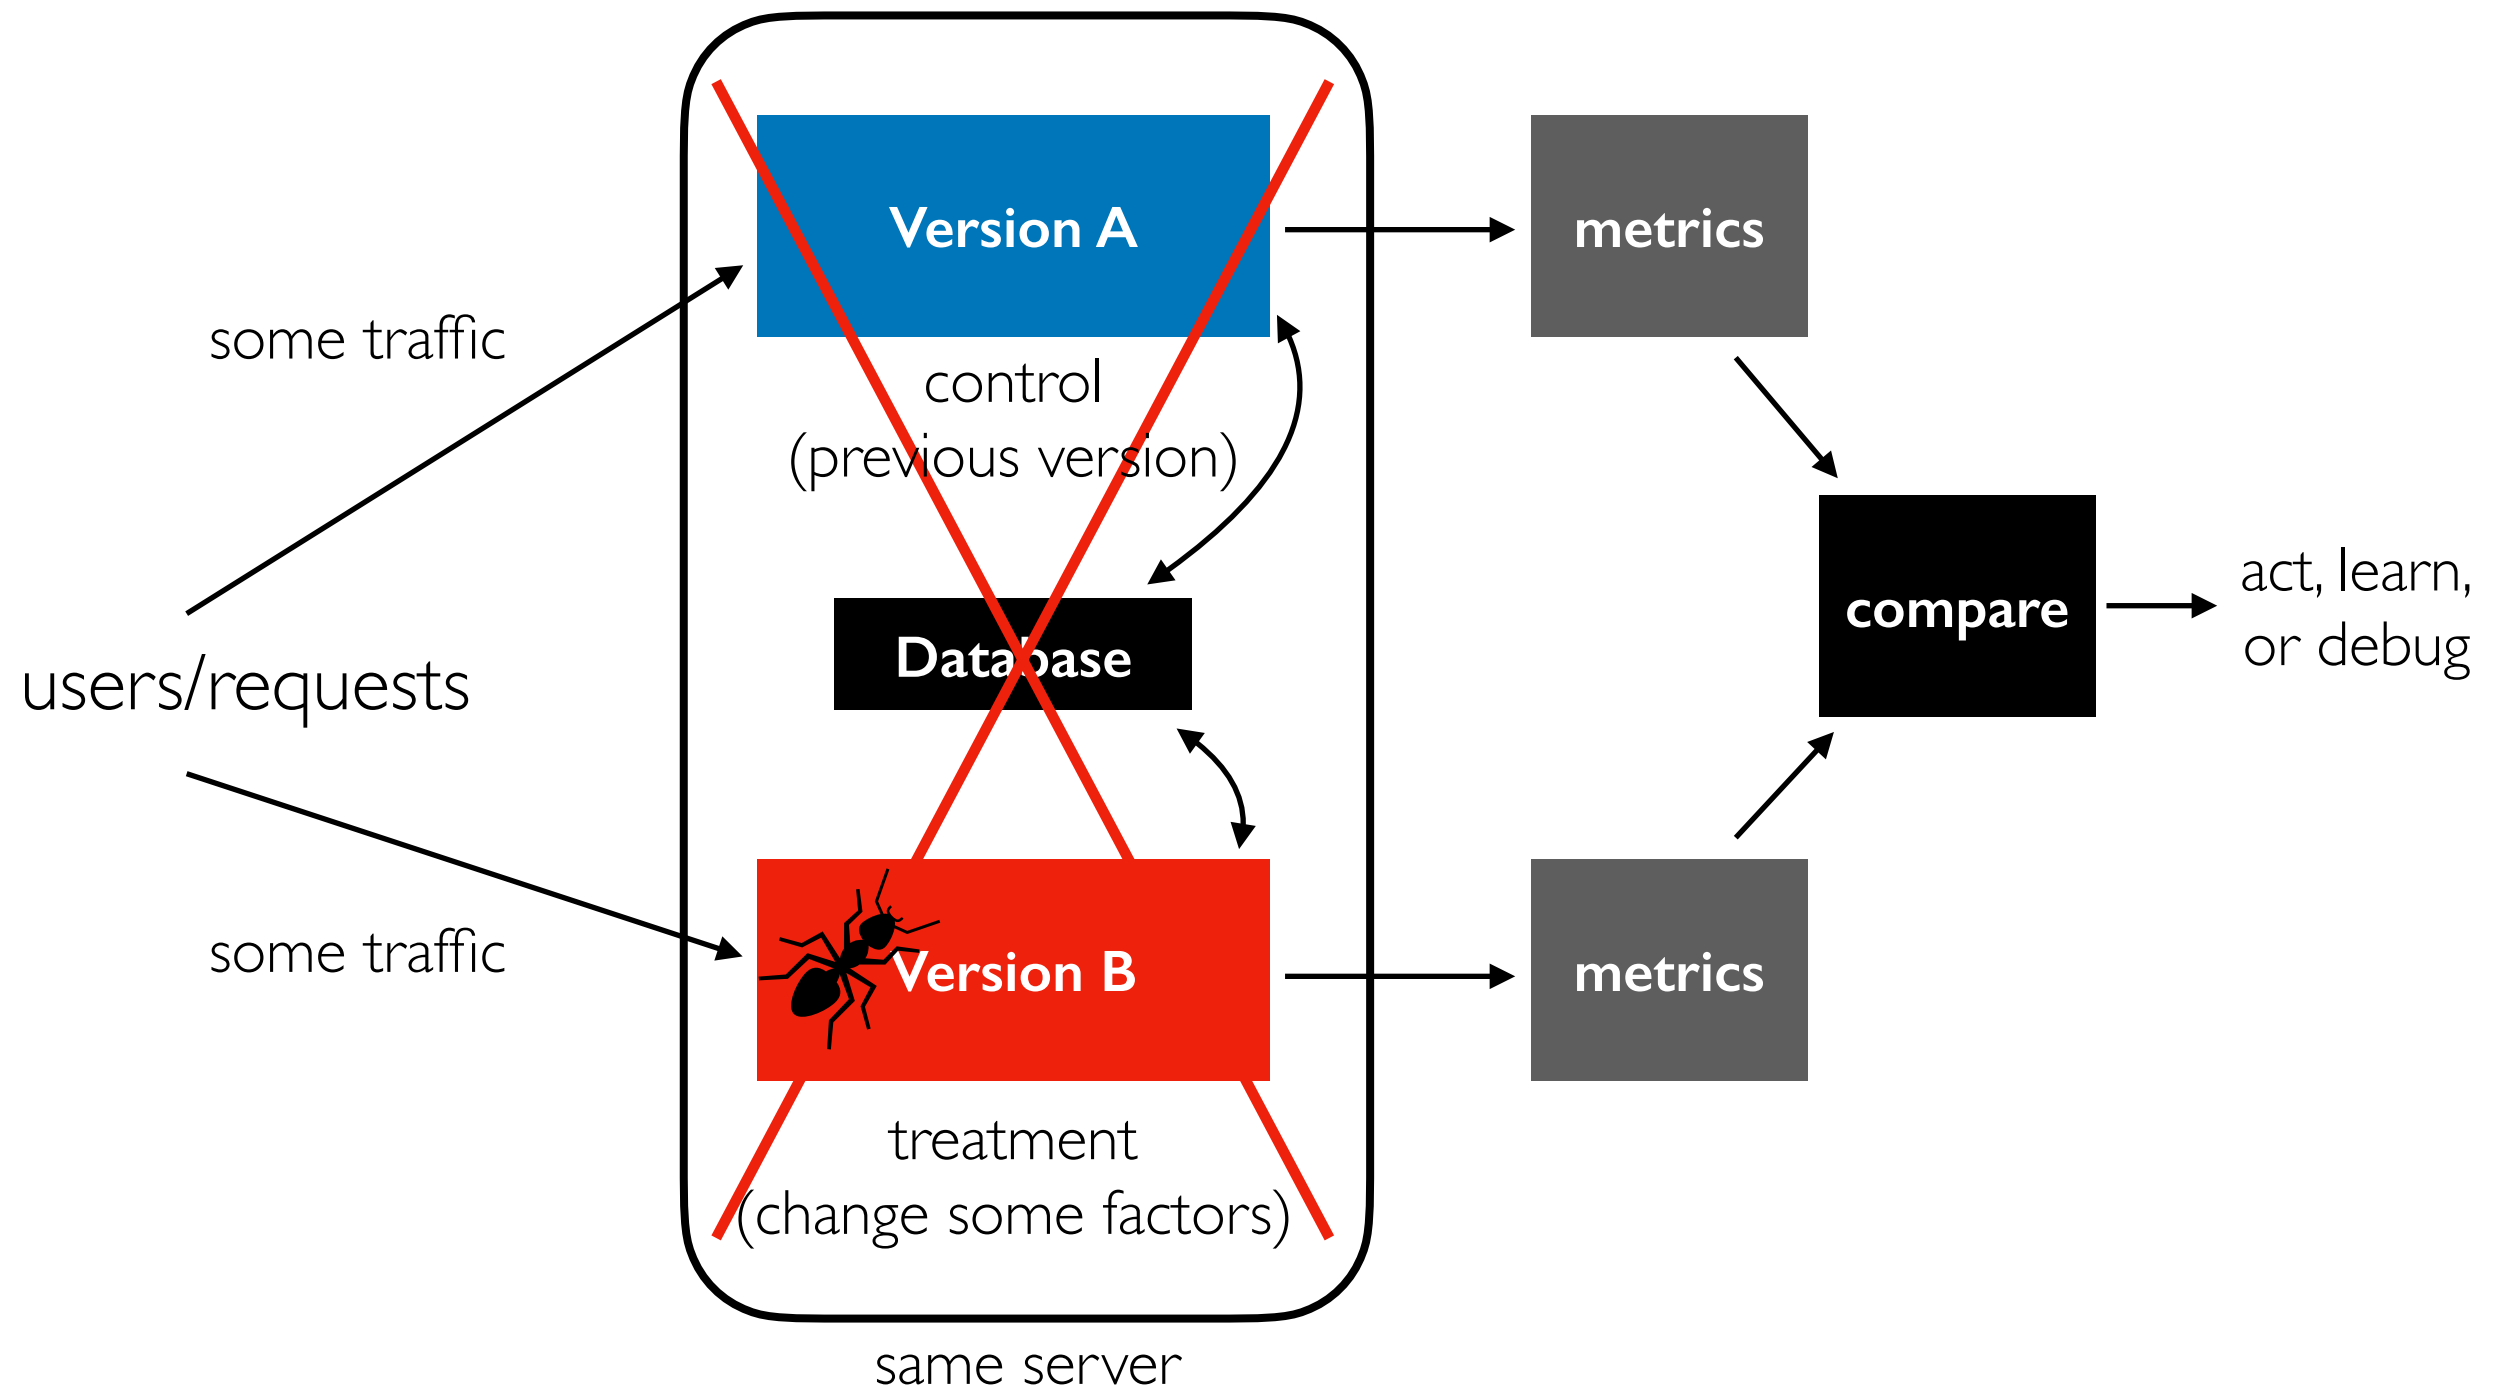 Version A
metrics
some traffic
control
(previous version)
act, learn,
or debug
compare
Database
users/requests
some traffic
Version B
metrics
treatment
(change some factors)
same server